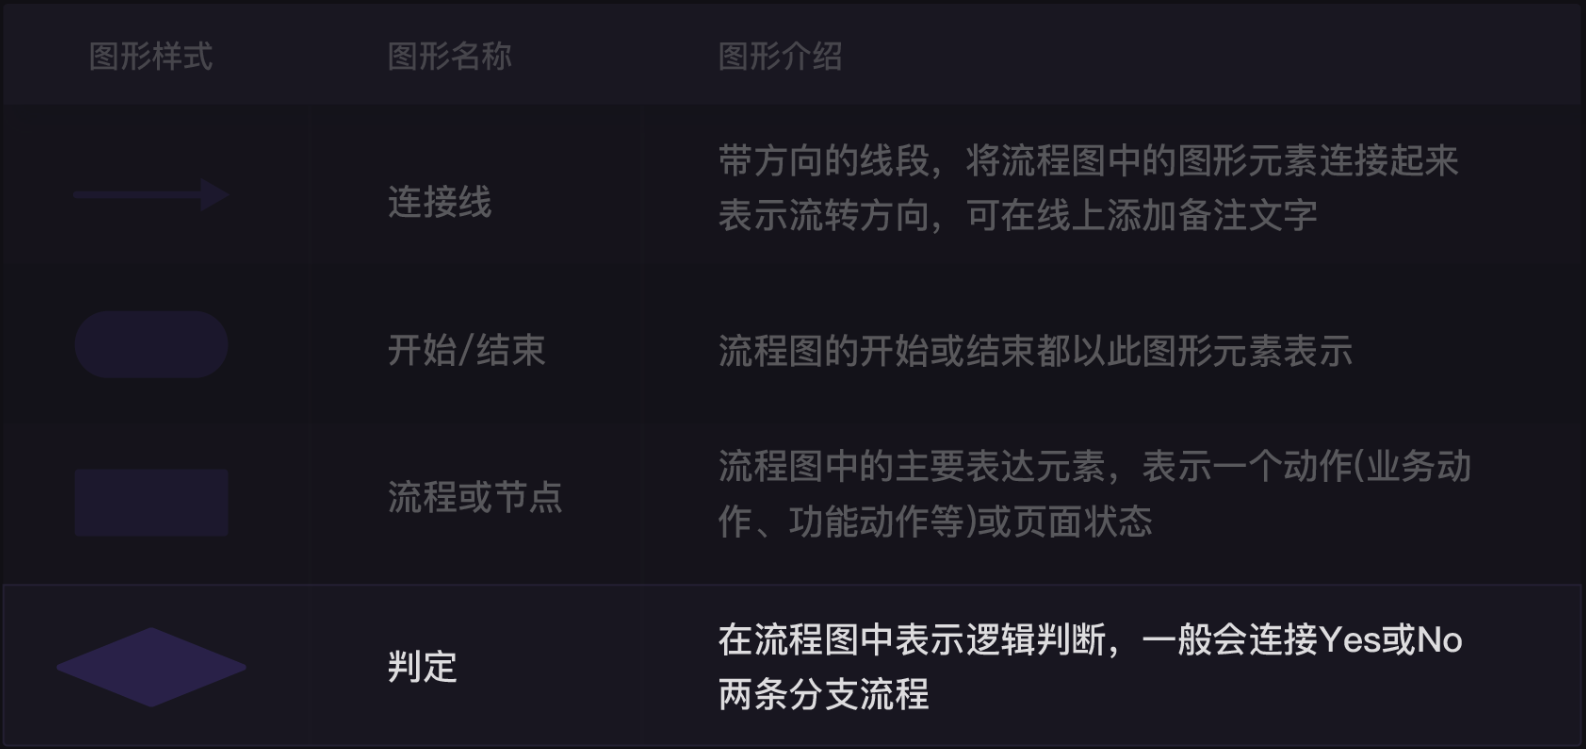 图形样式
图形名称
图形介绍
连接线
带方向的线段，将流程图中的图形元素连接起来
表示流转方向，可在线上添加备注文字
开始/结束
流程图的开始或结束都以此图形元素表示
流程或节点
流程图中的主要表达元素，表示一个动作(业务动
作、功能动作等)或页面状态
判定
在流程图中表示逻辑判断，一般会连接Yes或No
两条分支流程